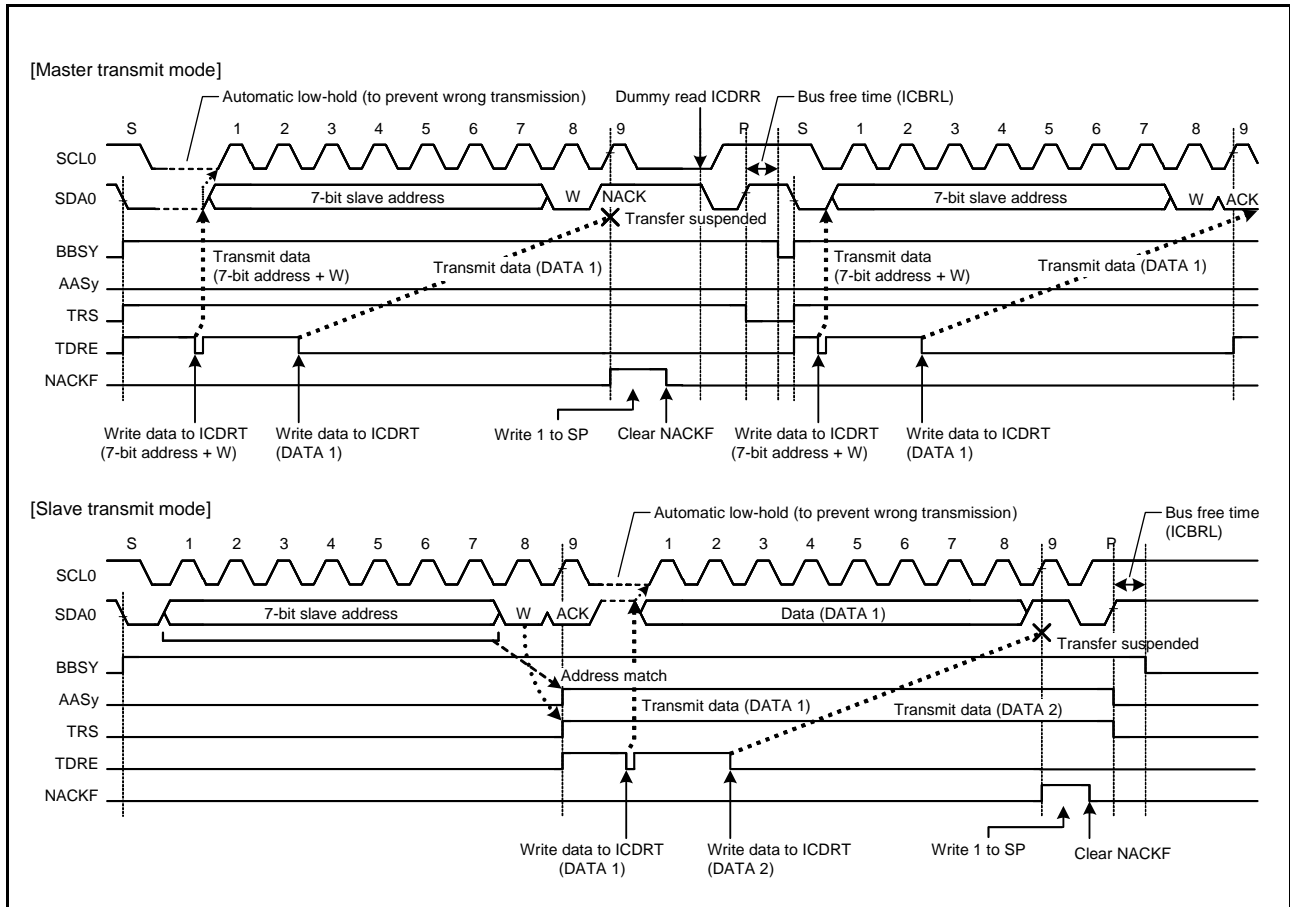 [Master transmit mode]
Automatic low-hold (to prevent wrong transmission)
Dummy read ICDRR
Bus free time (ICBRL)
S 1 2 3 4 5 6 7 8 9 P S 1 2 3 4 5 6 7 8 9
SCL0
SDA0
7-bit slave address
W
NACK
7-bit slave address
W
ACK
Transfer suspended
BBSY
Transmit data
(7-bit address + W)
Transmit data (DATA 1)
Transmit data
(7-bit address + W)
Transmit data (DATA 1)
AASy
TRS
TDRE
NACKF
Write data to ICDRT
(7-bit address + W)
Write data to ICDRT
(DATA 1)
Write 1 to SP
Clear NACKF
Write data to ICDRT
(7-bit address + W)
Write data to ICDRT
(DATA 1)
[Slave transmit mode]
Automatic low-hold (to prevent wrong transmission)
Bus free time
(ICBRL)
S 1 2 3 4 5 6 7 8 9 1 2 3 4 5 6 7 8 9 P
SCL0
SDA0
7-bit slave address
W
ACK
Data (DATA 1)
Transfer suspended
BBSY
Address match
AASy
Transmit data (DATA 1)
Transmit data (DATA 2)
TRS
TDRE
NACKF
Write data to ICDRT
(DATA 1)
Write data to ICDRT
(DATA 2)
Write 1 to SP
Clear NACKF